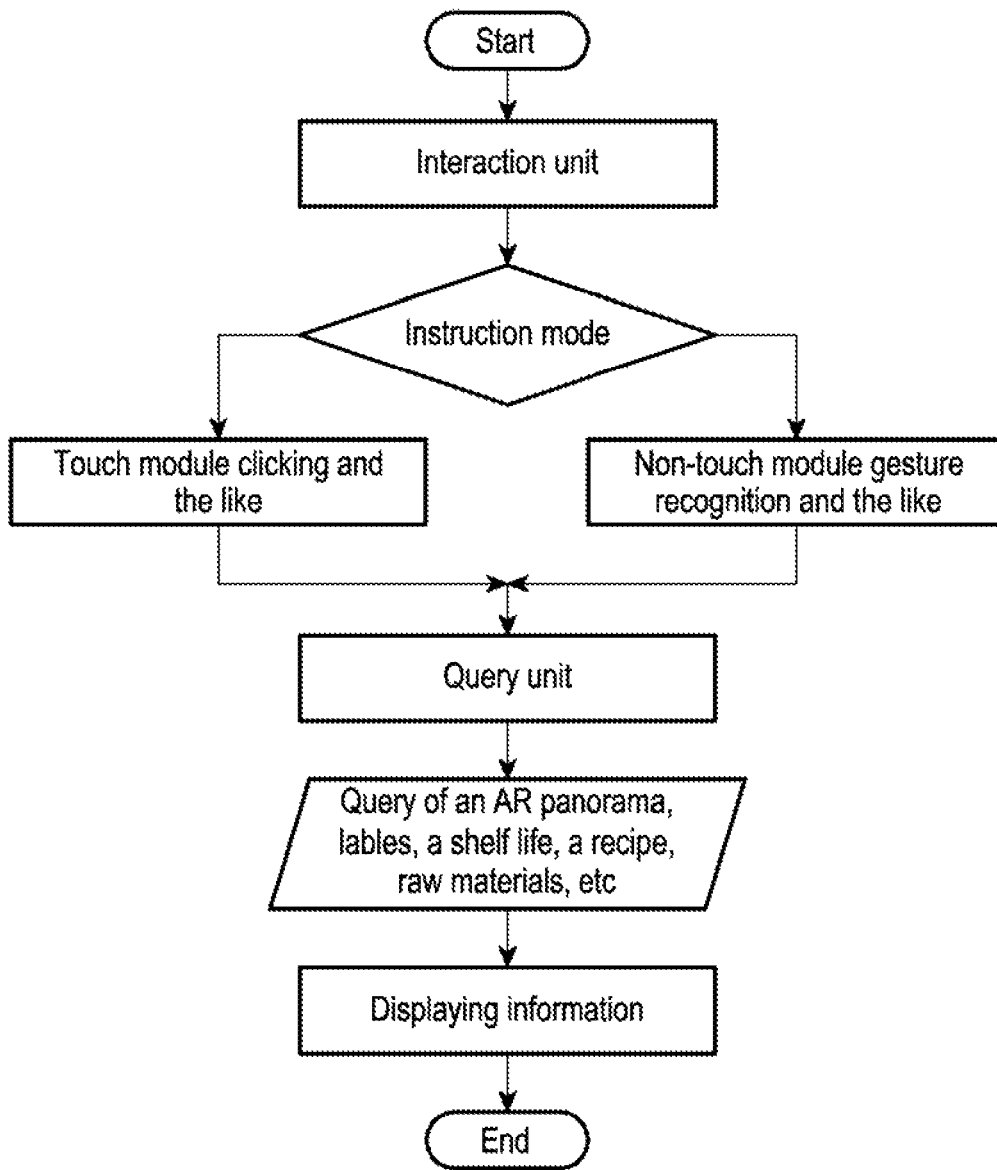 Start
Interaction unit
Instruction mode
Touch module clicking and
the like
Non-touch module gesture
recognition and the like
Query unit
Query of an AR panorama,
lables, a shelf life, a recipe,
raw materials, etc
Displaying information
End